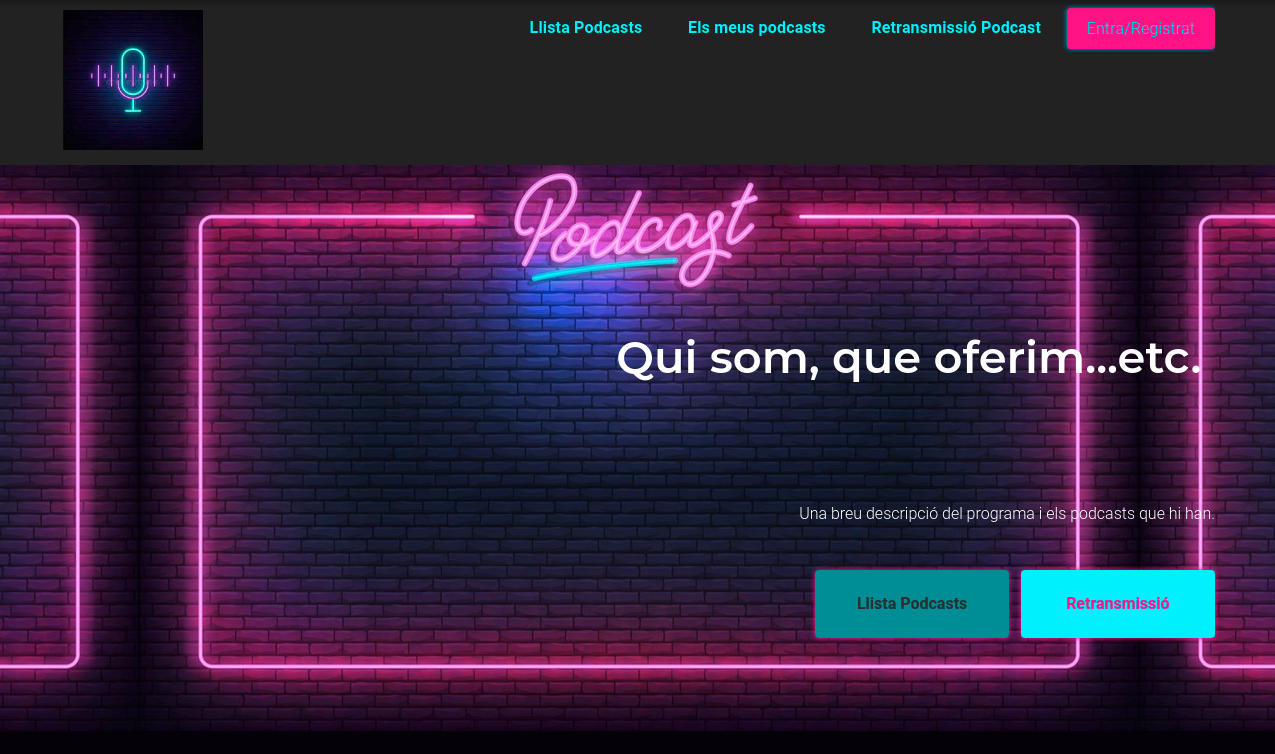 Llista Podcasts
Els meus podcasts
Retransmissió Podcast
Entra/Registrat
Podcast
Qui som, que oferim...etc.
Una breu descripció del programa i els podcasts que hi han.
Llista Podcasts
Retransmissió